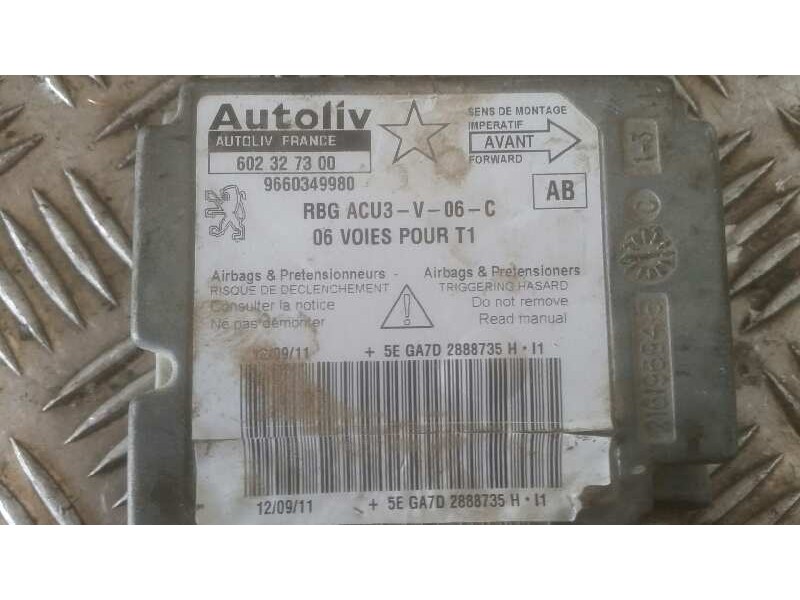 Autoliv
AUTOLIV FRANCE
602 32 73 00
9660349980
SENS DE MONTAGE
IMPERATIF
AVANT
FORWARD
AB
RBG ACU3-V-06-C
06 VOIES POUR T1
Airbags & Pretensionneurs -
RISQUE DE DECLENCHEMENT
Consulter la notice
Ne pas démonter
Airbags & Pretensioners
TRIGGERING HASARD
Do not remove
Read manual
12/09/11 + 5E GA7D 2888735 H · I1
12/09/11 + 5E GA7D 2888735 H · I1
1-3